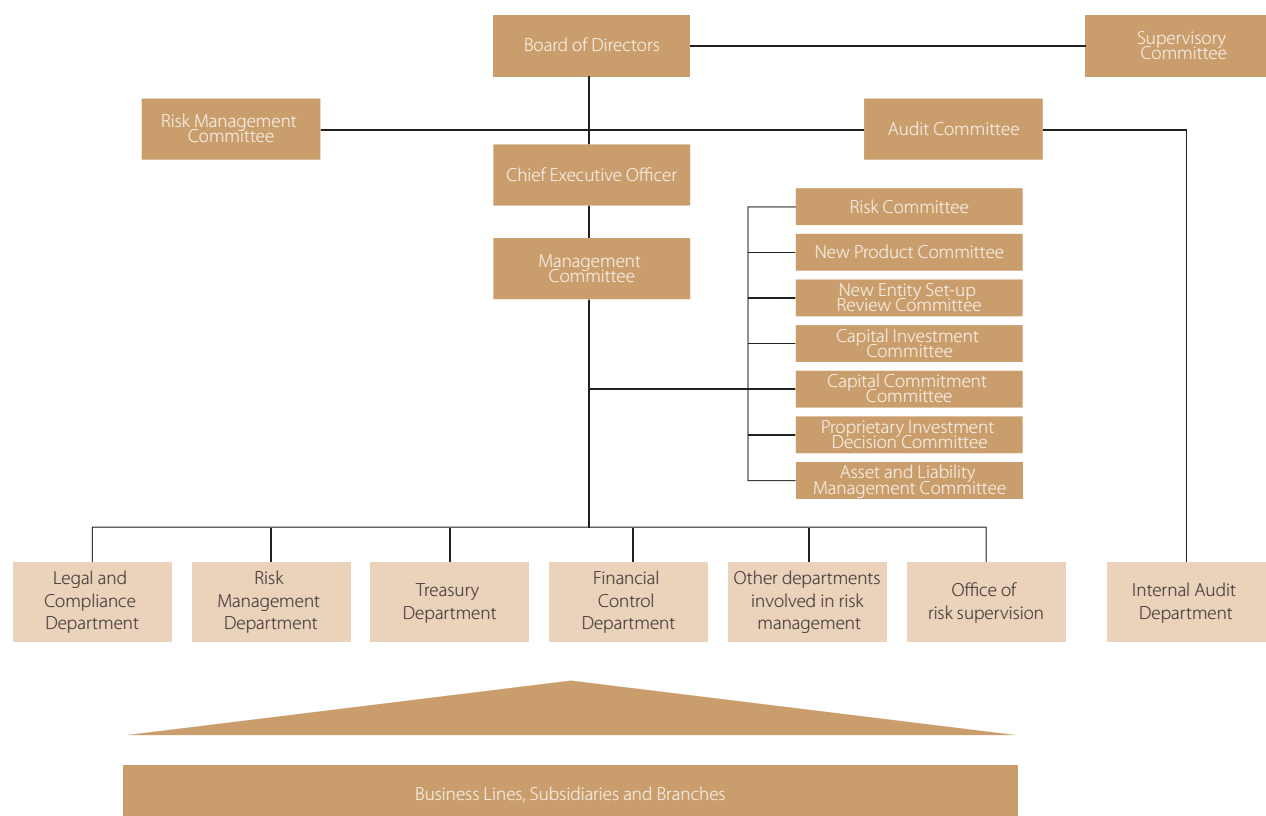 Board of Directors
Supervisory
Committee
Risk Management
Committee
Audit Committee
Chief Executive Officer
Management
Committee
Risk Committee
New Product Committee
New Entity Set-up
Review Committee
Capital Investment
Committee
Capital Commitment
Committee
Proprietary Investment
Decision Committee
Asset and Liability
Management Committee
Legal and
Compliance
Department
Risk
Management
Department
Treasury
Department
Financial
Control
Department
Other departments
involved in risk
management
Office of
risk supervision
Internal Audit
Department
Business Lines, Subsidiaries and Branches